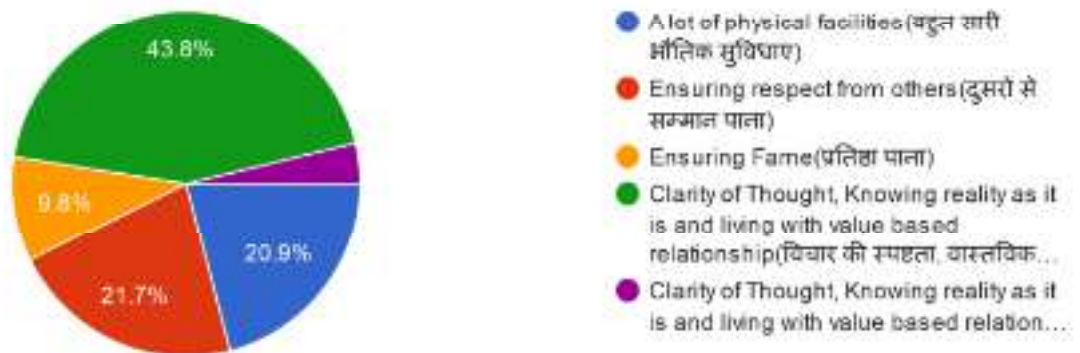 43.8%
9.8%
20.9%
21.7%
A lot of physical facilities(बहुत सारी
भौतिक सुविधाए)
Ensuring respect from others(दुसरो से
सम्मान पाना)
Ensuring Fame(प्रतिष्ठा पाना)
Clarity of Thought, Knowing reality as it
is and living with value based
relationship(विचार की स्पष्टता, वास्तविक...
Clarity of Thought, Knowing reality as it
is and living with value based relation...